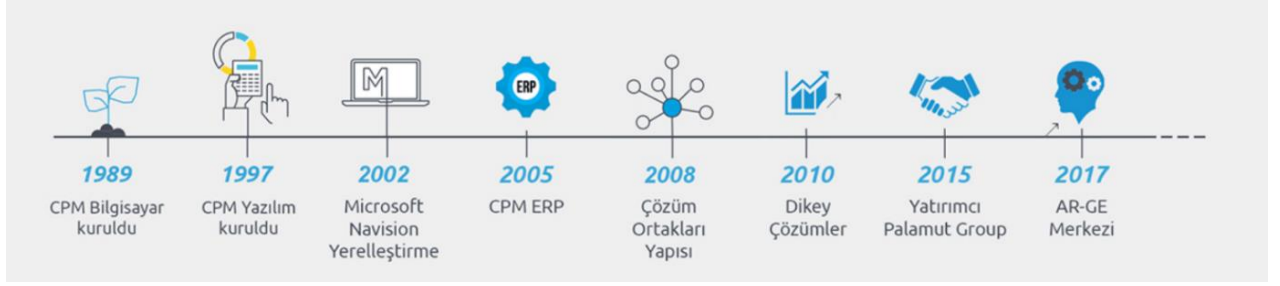 M
ERP
1989
CPM Bilgisayar
kuruldu
1997
CPM Yazılım
kuruldu
2002
Microsoft
Navision
Yerelleştirme
2005
CPM ERP
2008
Çözüm
Ortakları
Yapısı
2010
Dikey
Çözümler
2015
Yatırımcı
Palamut Group
2017
AR-GE
Merkezi